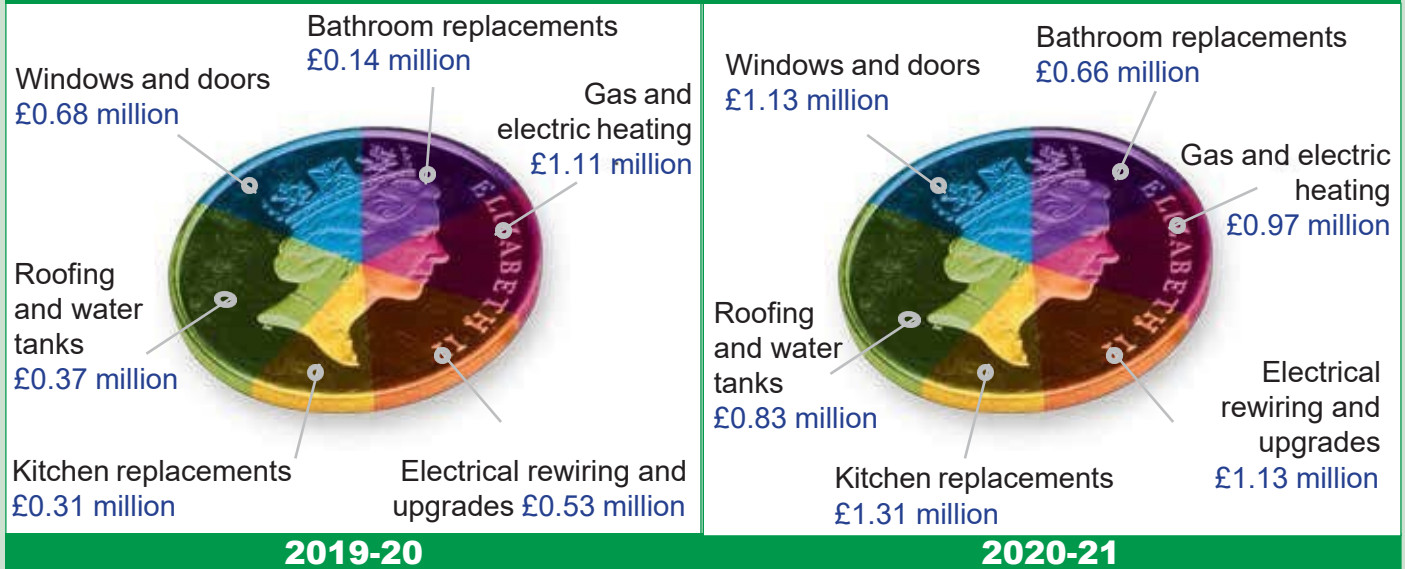 Bathroom replacements
£0.14 million
Windows and doors
£0.68 million
Gas and
electric heating
£1.11 million
Roofing
and water
tanks
£0.37 million
Kitchen replacements
£0.31 million
Electrical rewiring and
upgrades £0.53 million
ELIZABETH II
2019-20
Bathroom replacements
£0.66 million
Windows and doors
£1.13 million
Gas and electric
heating
£0.97 million
Roofing
and water
tanks
£0.83 million
Electrical
rewiring and
upgrades
£1.13 million
Kitchen replacements
£1.31 million
ELIZABETH II
2020-21